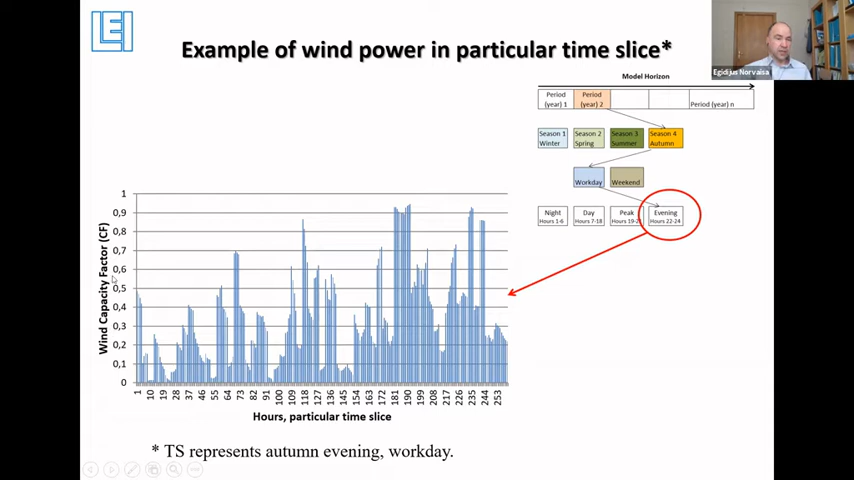 LEI
Example of wind power in particular time slice*
Egidijus Norvaisa
Model Horizon
Period (year) 1
Period (year) 2
Period (year) n
Season 1 Winter
Season 2 Spring
Season 3 Summer
Season 4 Autumn
Workday
Weekend
Night Hours 1-6
Day Hours 7-18
Peak Hours 19-2
Evening Hours 22-24
Wind Capacity Factor (CF)
1
0,9
0,8
0,7
0,6
0,5
0,4
0,3
0,2
0,1
0
1 10 19 28 37 46 55 64 73 82 91 100 109 118 127 136 145 154 163 172 181 190 199 208 217 226 235 244 253
Hours, particular time slice
* TS represents autumn evening, workday.